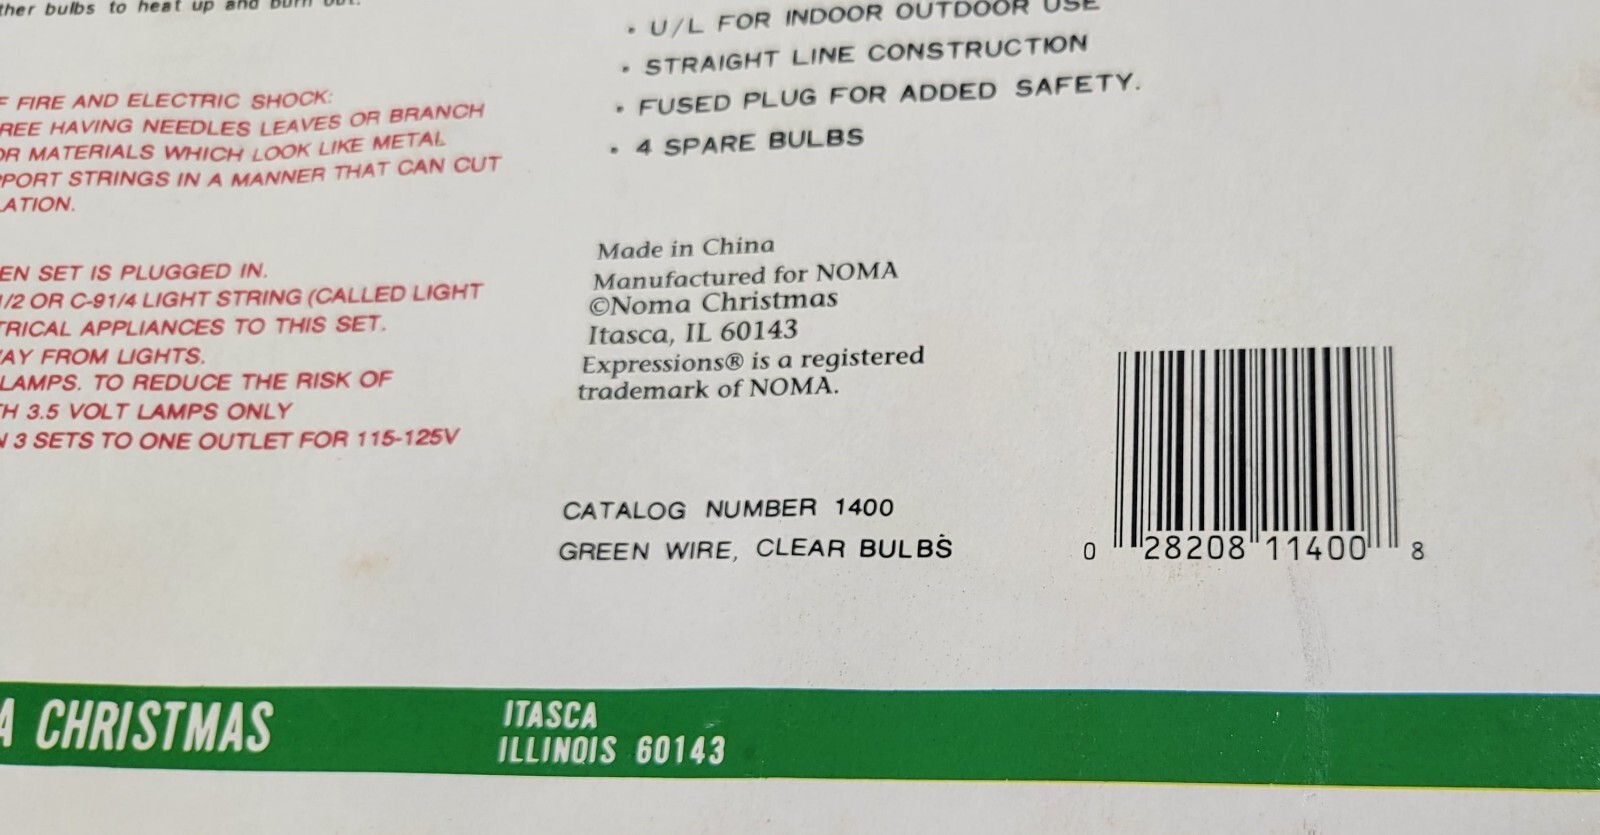 ther bulbs to heat up and burn out.
F FIRE AND ELECTRIC SHOCK:
REE HAVING NEEDLES LEAVES OR BRANCH
OR MATERIALS WHICH LOOK LIKE METAL
PPORT STRINGS IN A MANNER THAT CAN CUT
LATION.
EN SET IS PLUGGED IN.
1/2 OR C-91/4 LIGHT STRING (CALLED LIGHT
TRICAL APPLIANCES TO THIS SET.
AY FROM LIGHTS.
LAMPS. TO REDUCE THE RISK OF
TH 3.5 VOLT LAMPS ONLY
N 3 SETS TO ONE OUTLET FOR 115-125V
• U/L FOR INDOOR OUTDOOR USE
• STRAIGHT LINE CONSTRUCTION
• FUSED PLUG FOR ADDED SAFETY.
• 4 SPARE BULBS
Made in China
Manufactured for NOMA
©Noma Christmas
Itasca, IL 60143
Expressions® is a registered
trademark of NOMA.
CATALOG NUMBER 1400
GREEN WIRE, CLEAR BULBS
0 28208 11400 8
A CHRISTMAS
ITASCA
ILLINOIS 60143